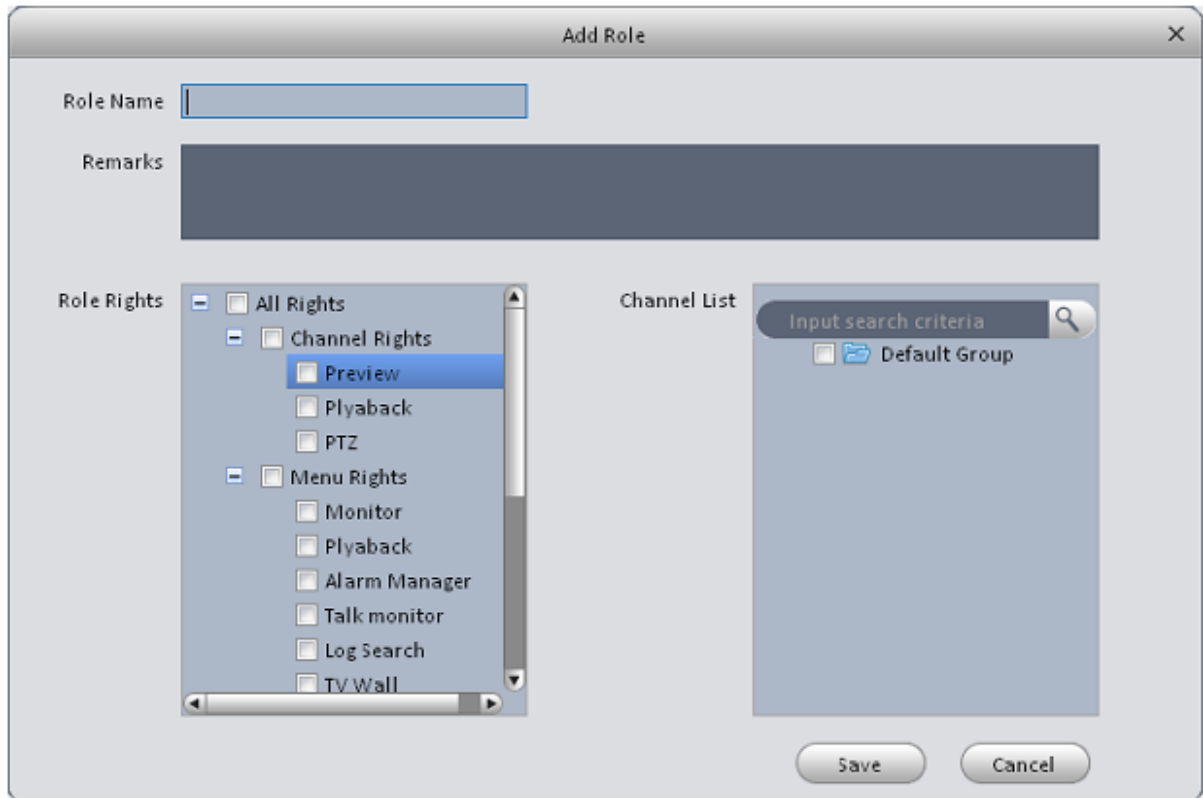 Add Role
Role Name
Remarks
Role Rights
All Rights
Channel Rights
Preview
Plyaback
PTZ
Menu Rights
Monitor
Plyaback
Alarm Manager
Talk monitor
Log Search
TV Wall
Channel List
Input search criteria
Default Group
Save
Cancel